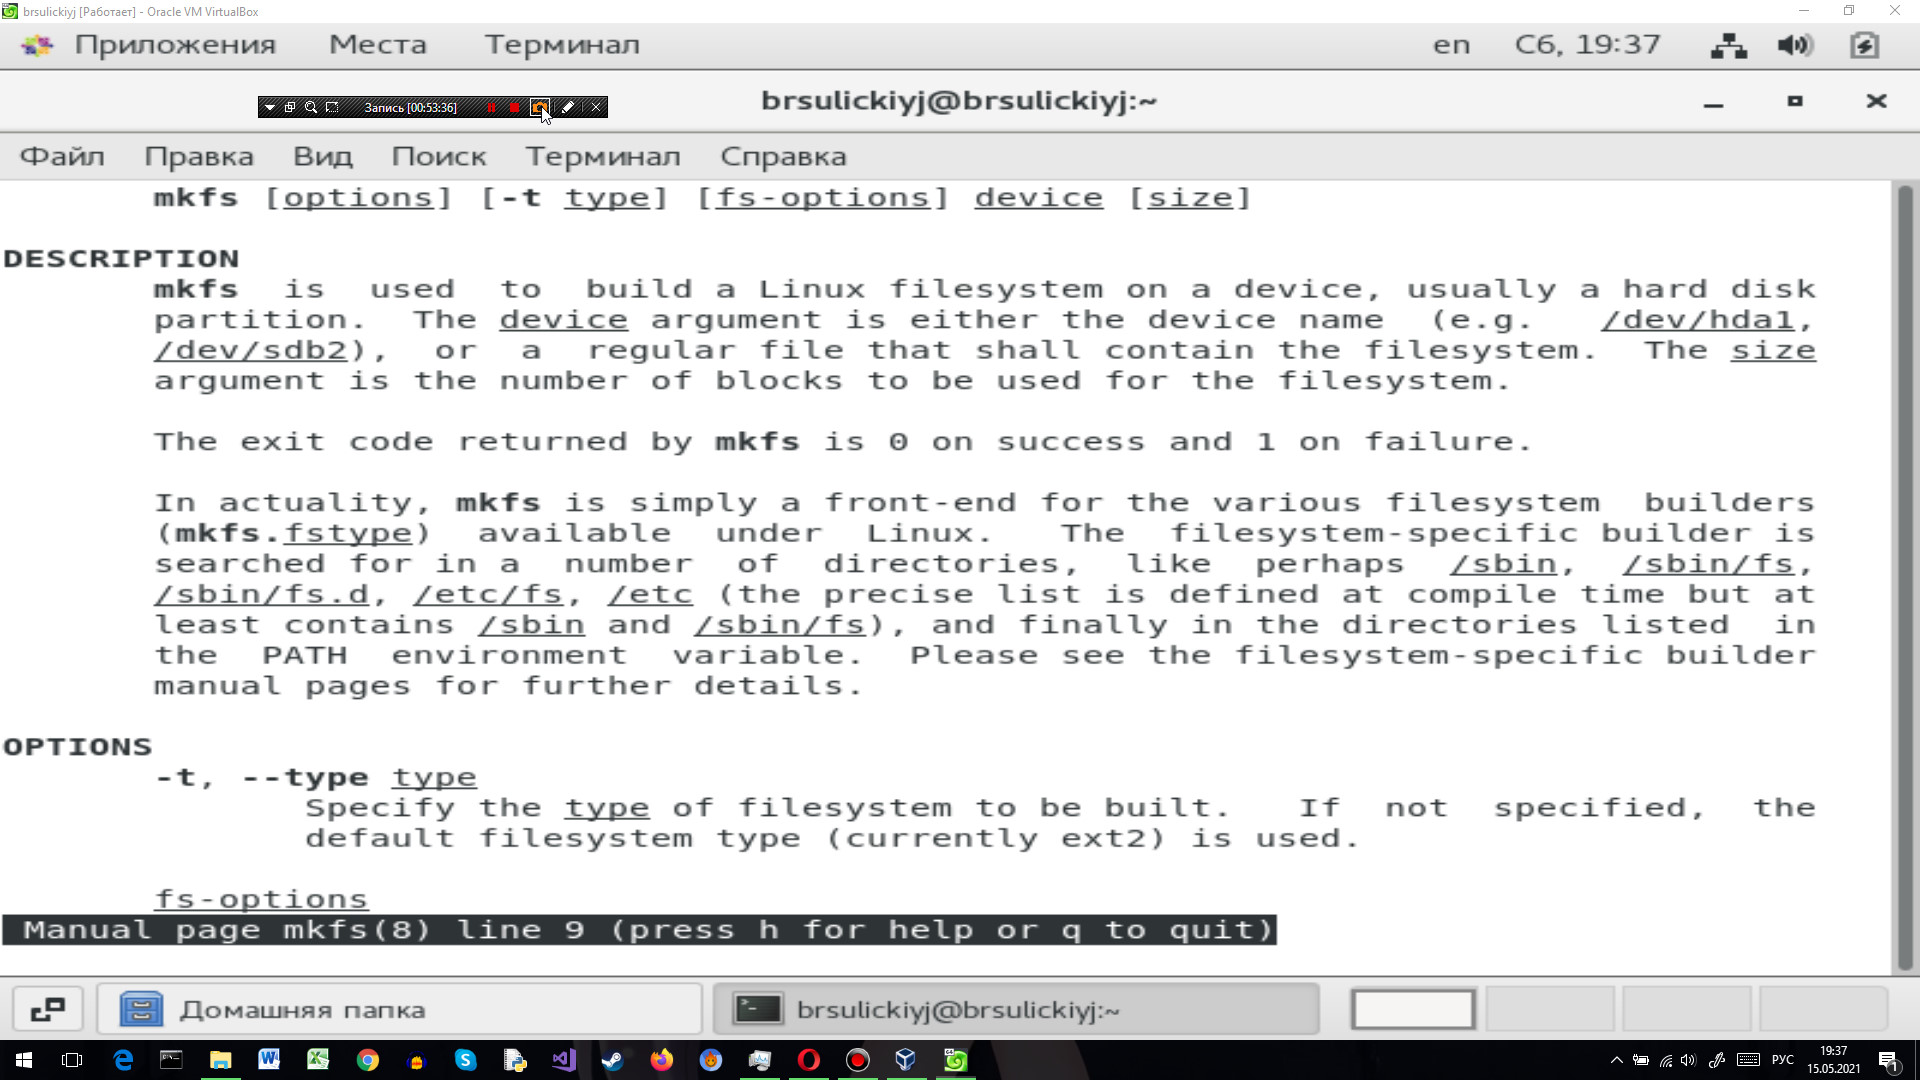 brsulickiyj [Работает] - Oracle VM VirtualBox
Приложения Места Терминал en Сб, 19:37
Запись [00:53:36]
brsulickiyj@brsulickiyj:~
Файл Правка Вид Поиск Терминал Справка
mkfs [options] [-t type] [fs-options] device [size]
DESCRIPTION
mkfs is used to build a Linux filesystem on a device, usually a hard disk
partition. The device argument is either the device name (e.g. /dev/hda1,
/dev/sdb2), or a regular file that shall contain the filesystem. The size
argument is the number of blocks to be used for the filesystem.
The exit code returned by mkfs is 0 on success and 1 on failure.
In actuality, mkfs is simply a front-end for the various filesystem builders
(mkfs.fstype) available under Linux. The filesystem-specific builder is
searched for in a number of directories, like perhaps /sbin, /sbin/fs,
/sbin/fs.d, /etc/fs, /etc (the precise list is defined at compile time but at
least contains /sbin and /sbin/fs), and finally in the directories listed in
the PATH environment variable. Please see the filesystem-specific builder
manual pages for further details.
OPTIONS
-t, --type type
Specify the type of filesystem to be built. If not specified, the
default filesystem type (currently ext2) is used.
fs-options
Manual page mkfs(8) line 9 (press h for help or q to quit)
Домашняя папка brsulickiyj@brsulickiyj:~
РУС 19:37
15.05.2021
1